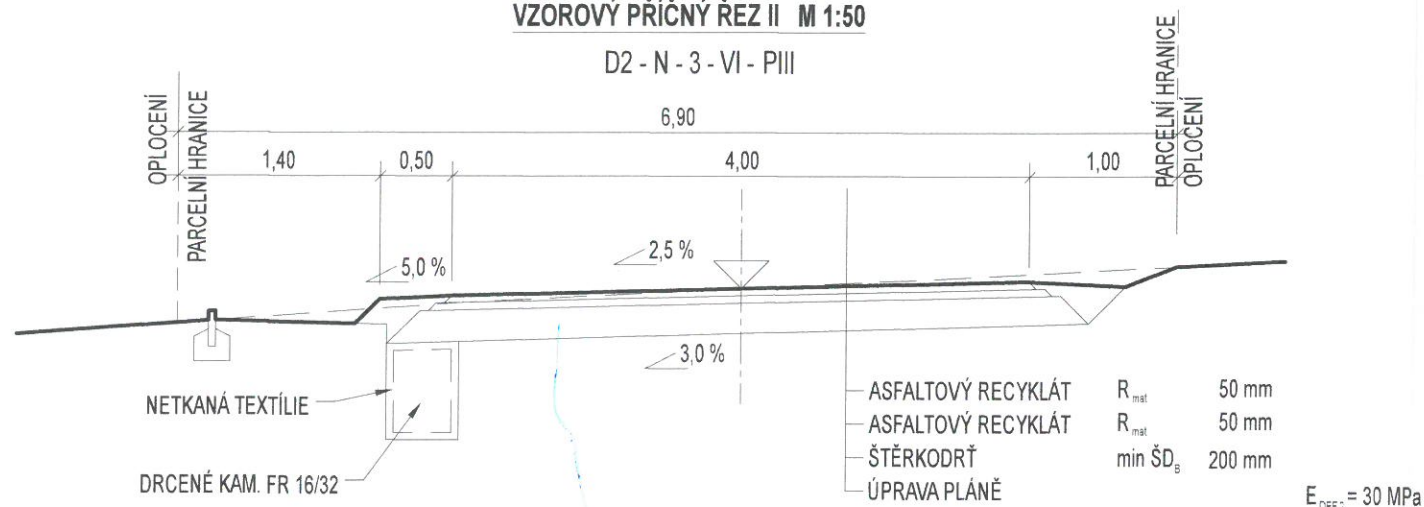 VZOROVÝ PŘÍČNÝ ŘEZ II M 1:50
D2 - N - 3 - VI - PIII
OPLOCENÍ
PARCELNÍ HRANICE
6,90
PARCELNÍ HRANICE
OPLOCENÍ
1,40 0,50 4,00 1,00
5,0 %
2,5 %
3,0 %
NETKANÁ TEXTÍLIE
DRCENÉ KAM. FR 16/32
ASFALTOVÝ RECYKLÁT R mat 50 mm
ASFALTOVÝ RECYKLÁT R mat 50 mm
ŠTĚRKODRŤ min ŠD B 200 mm
ÚPRAVA PLÁNĚ
E DEF2 = 30 MPa